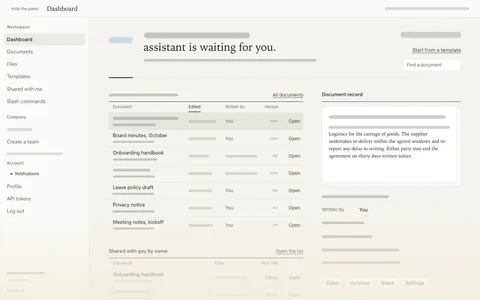 Hide the panel
Dashboard
Workspace
Dashboard
Documents
Files
Templates
Shared with me
Slash commands
Company
Create a team
Account
Notifications
Profile
API tokens
Log out
assistant is waiting for you.
Start from a template
Find a document
All documents
Document Edited Written by Version
You Open
Board minutes, October You Open
Onboarding handbook Open
Open
Leave policy draft You Open
Privacy notice You Open
Meeting notes, kickoff You Open
Shared with you by name
Open the list
Document
Onboarding handbook Open
Document record
Logistics for the carriage of goods. The supplier
undertakes to deliver within the agreed windows and to
report any delay in writing. Either party may end the
agreement on thirty days written notice.
Written by You
Open Versions Share Settings